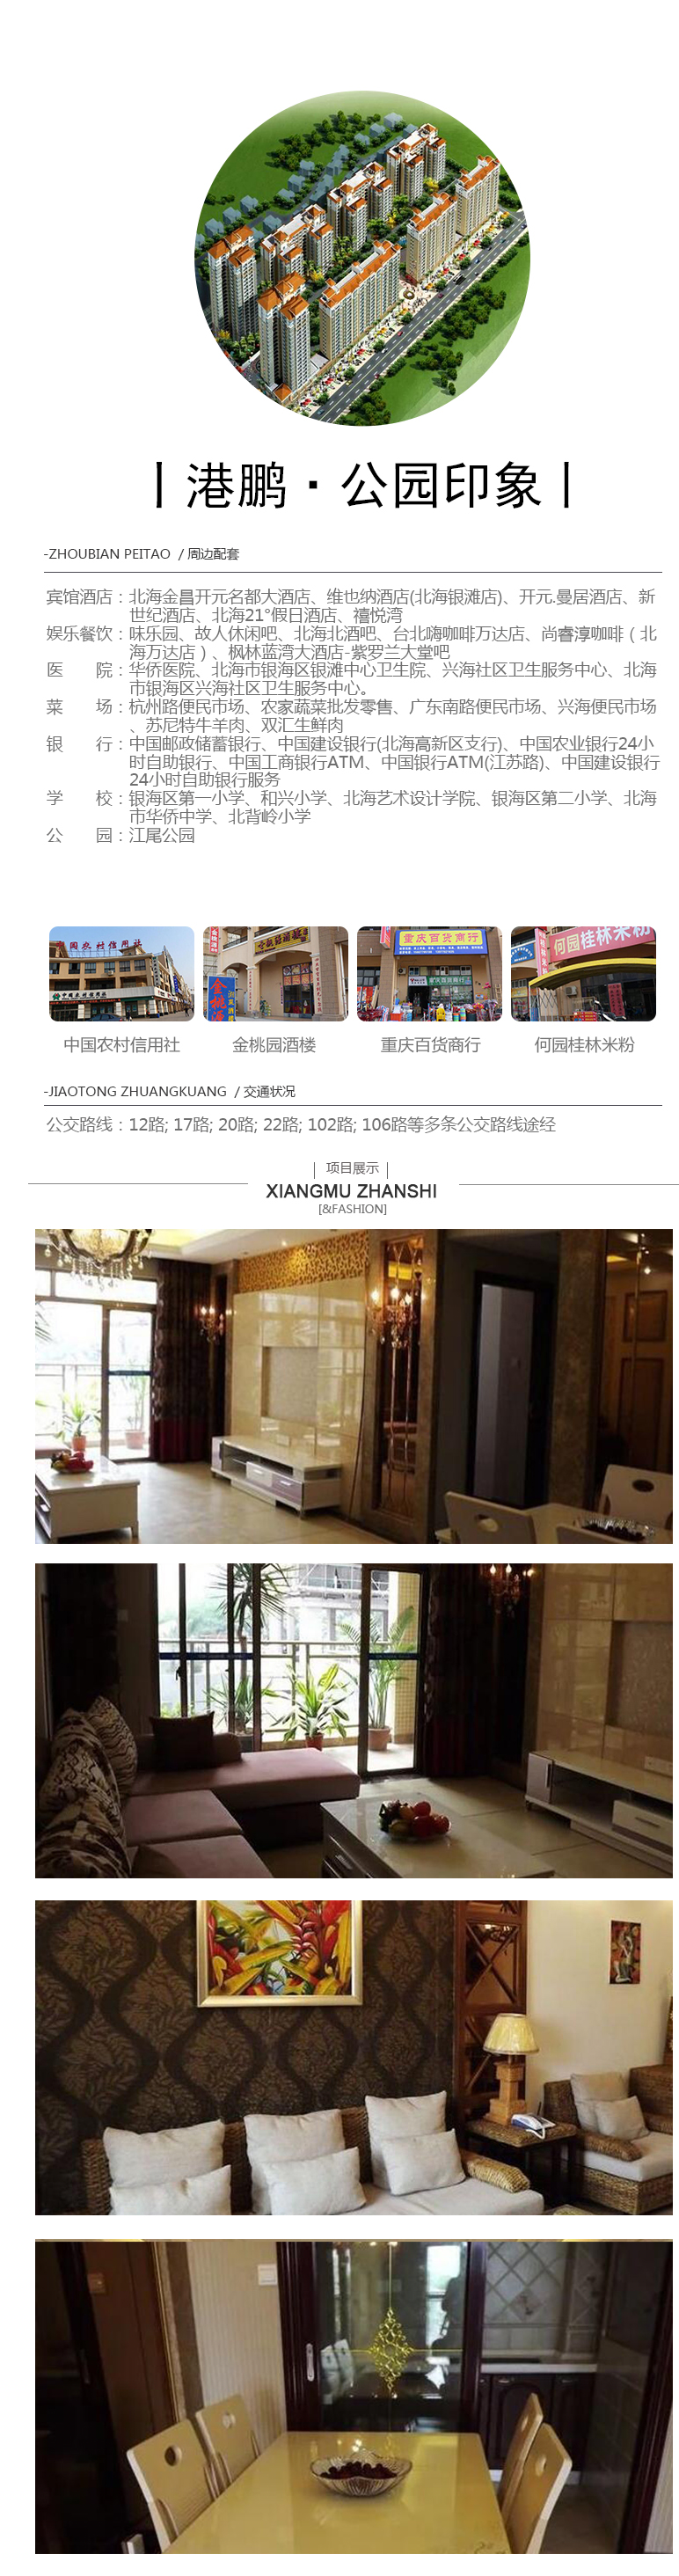 丨港鹏·公园印象丨
-ZHOUBIAN PEITAO / 周边配套
宾馆酒店：北海金昌开元名都大酒店、维也纳酒店(北海银滩店)、开元.曼居酒店、新
世纪酒店、北海21°假日酒店、禧悦湾
娱乐餐饮：味乐园、故人休闲吧、北海北酒吧、台北嗨咖啡万达店、尚睿淳咖啡（北
海万达店）、枫林蓝湾大酒店-紫罗兰大堂吧
医　　院：华侨医院、北海市银海区银滩中心卫生院、兴海社区卫生服务中心、北海
市银海区兴海社区卫生服务中心。
菜　　场：杭州路便民市场、农家蔬菜批发零售、广东南路便民市场、兴海便民市场
、苏尼特牛羊肉、双汇生鲜肉
银　　行：中国邮政储蓄银行、中国建设银行(北海高新区支行)、中国农业银行24小
时自助银行、中国工商银行ATM、中国银行ATM(江苏路)、中国建设银行
24小时自助银行服务
学　　校：银海区第一小学、和兴小学、北海艺术设计学院、银海区第二小学、北海
市华侨中学、北背岭小学
公　　园：江尾公园
国农村信用社
金桃
重庆百货商行
何园桂林米粉
中国农村信用社
金桃园酒楼
重庆百货商行
何园桂林米粉
-JIAOTONG ZHUANGKUANG / 交通状况
公交路线：12路; 17路; 20路; 22路; 102路; 106路等多条公交路线途经
项目展示
XIANGMU ZHANSHI
[&FASHION]